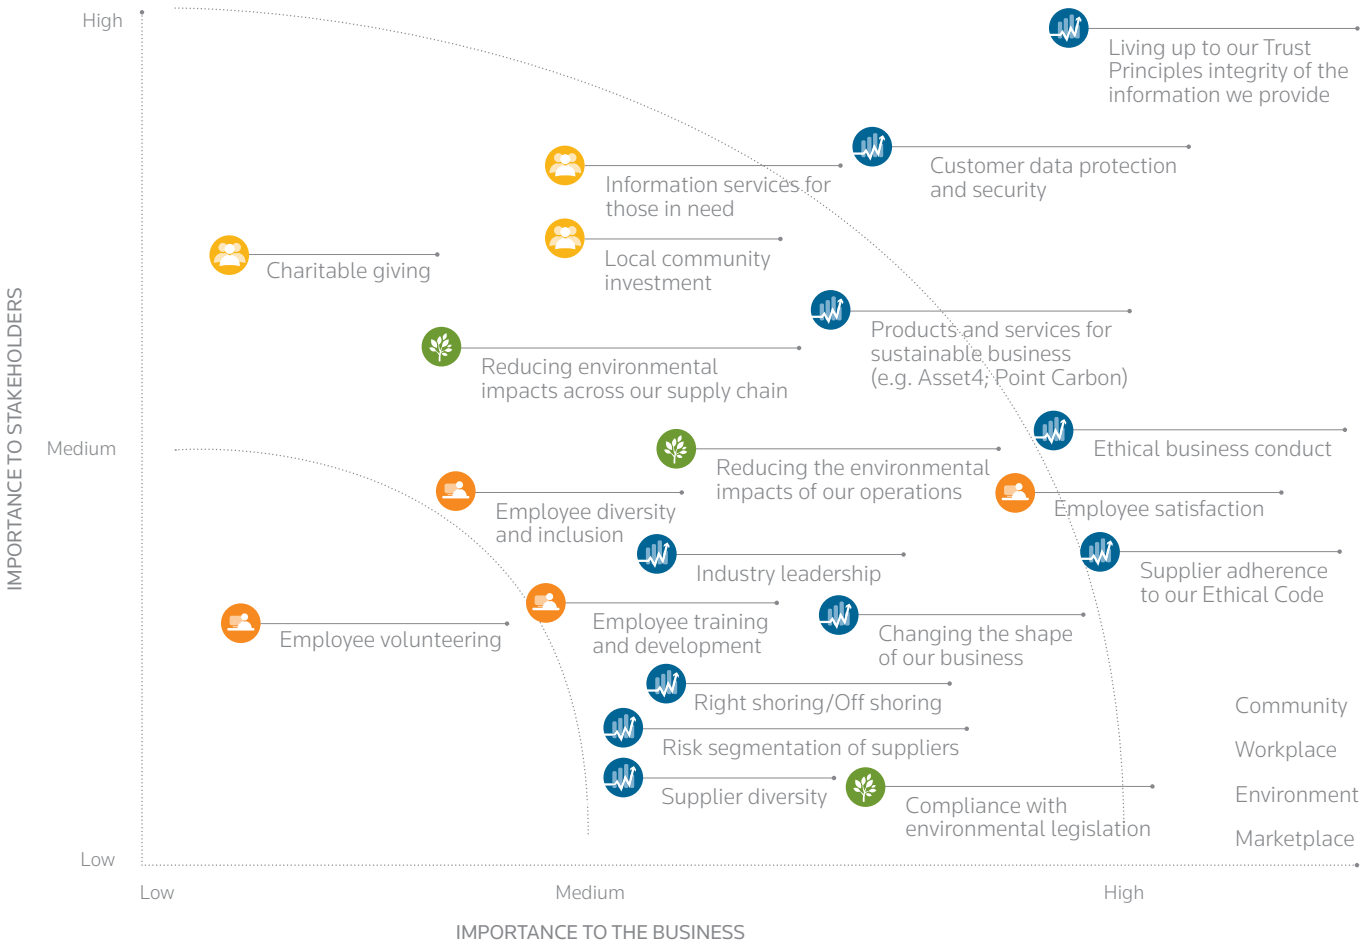 High
Living up to our Trust
Principles integrity of the
information we provide
Customer data protection
and security
Information services for
those in need
Local community
investment
Charitable giving
Products and services for
sustainable business
(e.g. Asset4; Point Carbon)
Reducing environmental
impacts across our supply chain
IMPORTANCE TO STAKEHOLDERS
Medium
Ethical business conduct
Reducing the environmental
impacts of our operations
Employee diversity
and inclusion
Employee satisfaction
Industry leadership
Supplier adherence
to our Ethical Code
Employee volunteering
Employee training
and development
Changing the shape
of our business
Right shoring/Off shoring
Risk segmentation of suppliers
Supplier diversity
Compliance with
environmental legislation
Community
Workplace
Environment
Marketplace
Low
Low
Medium
High
IMPORTANCE TO THE BUSINESS